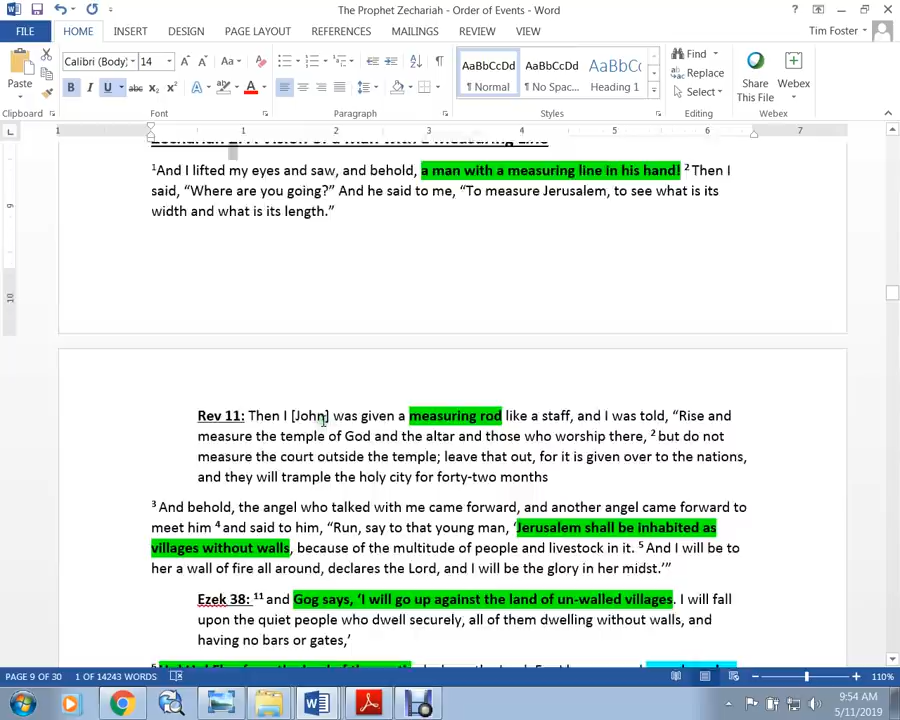 The Prophet Zechariah - Order of Events - Word
FILE HOME INSERT DESIGN PAGE LAYOUT REFERENCES MAILINGS REVIEW VIEW Tim Foster
Calibri (Body) 14 A A Aa
Paste B I U abc x₂ x² A A
AaBbCcDd AaBbCcDd AaBbCc
¶ Normal ¶ No Spac... Heading 1
Find
Replace
Select
Share This File
Webex
Clipboard Font Paragraph Styles Editing Webex
1 1 2 3 4 5 6 7
¹And I lifted my eyes and saw, and behold, a man with a measuring line in his hand! ² Then I
said, “Where are you going?” And he said to me, “To measure Jerusalem, to see what is its
width and what is its length.”
Rev 11: Then I [John] was given a measuring rod like a staff, and I was told, “Rise and
measure the temple of God and the altar and those who worship there, ² but do not
measure the court outside the temple; leave that out, for it is given over to the nations,
and they will trample the holy city for forty-two months
³ And behold, the angel who talked with me came forward, and another angel came forward to
meet him ⁴ and said to him, “Run, say to that young man, ‘Jerusalem shall be inhabited as
villages without walls, because of the multitude of people and livestock in it. ⁵ And I will be to
her a wall of fire all around, declares the Lord, and I will be the glory in her midst.’”
Ezek 38: ¹¹ and Gog says, ‘I will go up against the land of un-walled villages. I will fall
upon the quiet people who dwell securely, all of them dwelling without walls, and
having no bars or gates,’
9
10
PAGE 9 OF 30 1 OF 14243 WORDS 110%
9:54 AM
5/11/2019